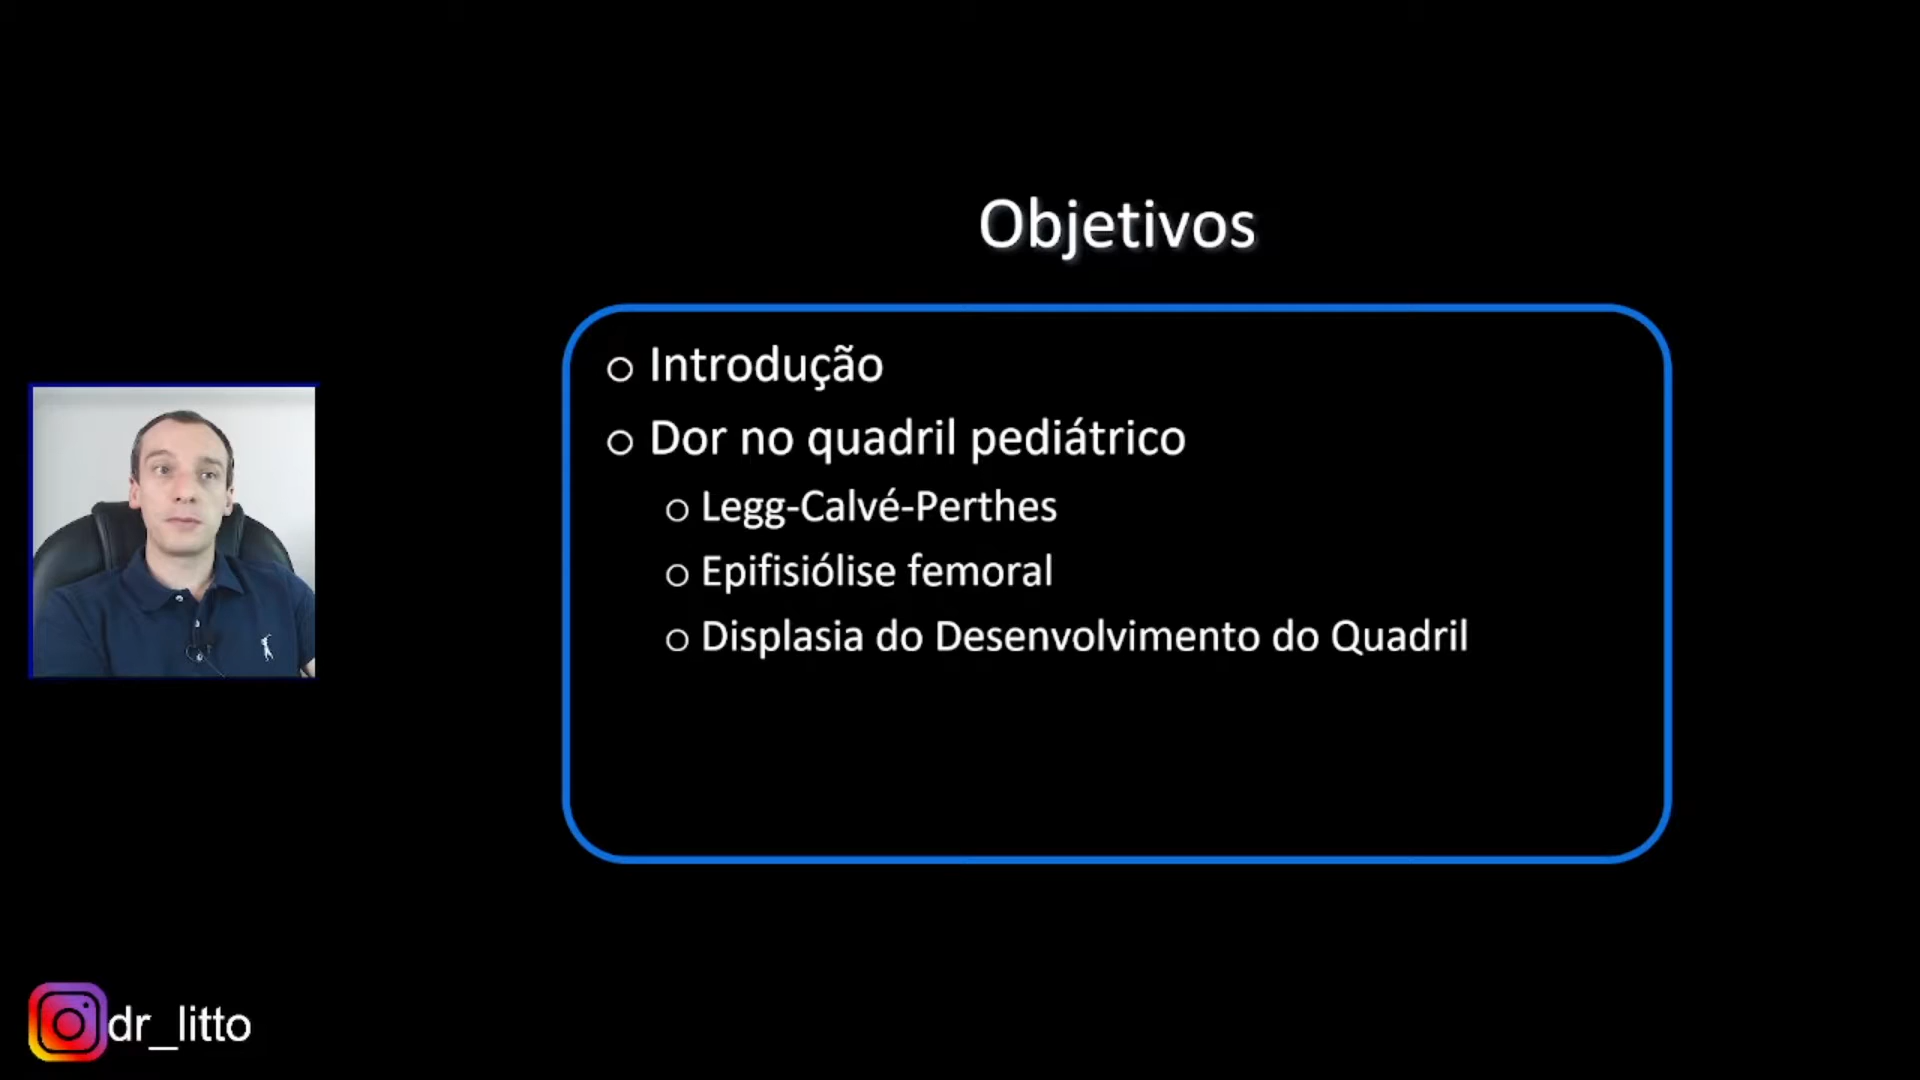 Objetivos
Introdução
Dor no quadril pediátrico
Legg-Calvé-Perthes
Epifisiólise femoral
Displasia do Desenvolvimento do Quadril
dr_litto